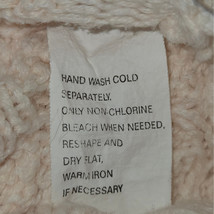 HAND WASH COLD
SEPARATELY.
ONLY NON-CHLORINE
BLEACH WHEN NEEDED,
RESHAPE AND
DRY FLAT,
WARM IRON
IF NECESSARY